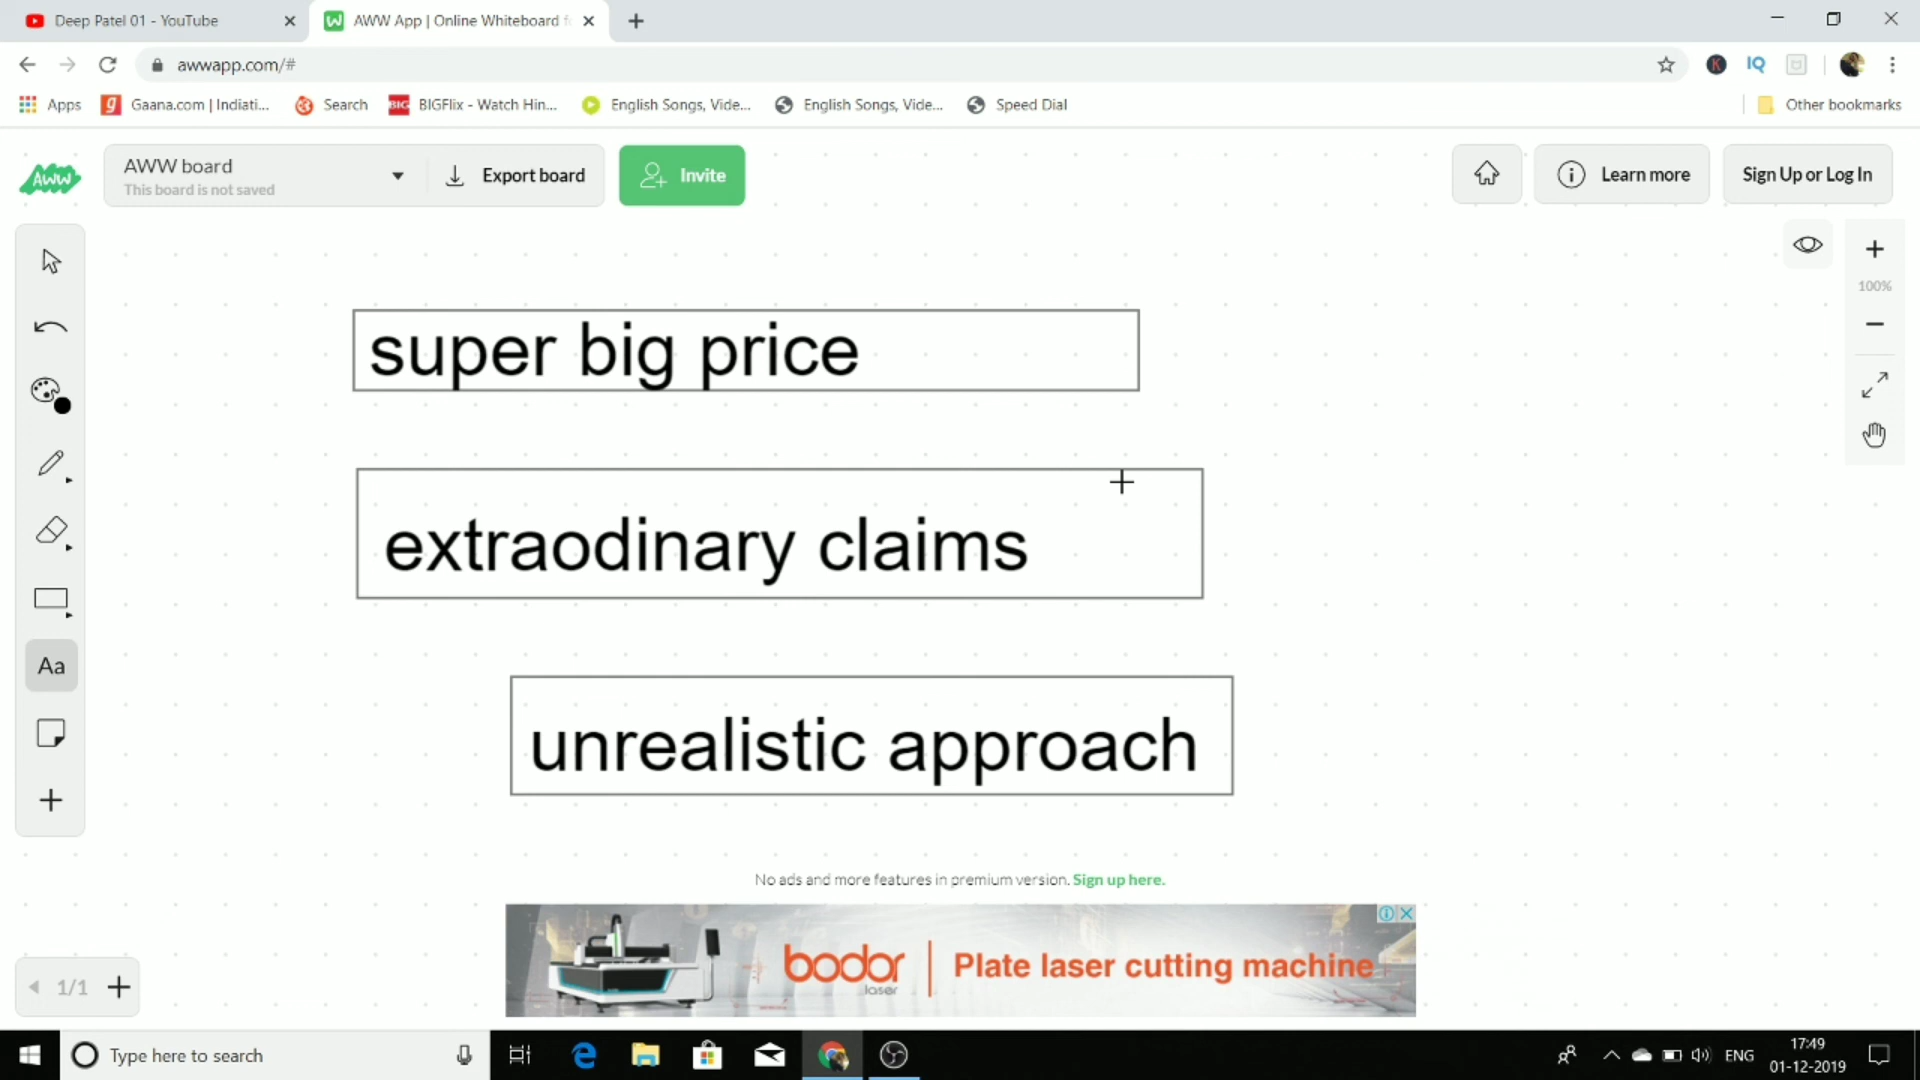 Deep Patel 01 - YouTube
AWW App | Online Whiteboard f
awwapp.com/#
IQ
Apps
Gaana.com | Indiati...
Search
BIG
BIGFlix - Watch Hin...
English Songs, Vide...
English Songs, Vide...
Speed Dial
Other bookmarks
AWW
AWW board
This board is not saved
Export board
Invite
Learn more
Sign Up or Log In
100%
super big price
extraodinary claims
unrealistic approach
Aa
No ads and more features in premium version. Sign up here.
bodor
laser
Plate laser cutting machine
1/1
Type here to search
ENG
17:49
01-12-2019